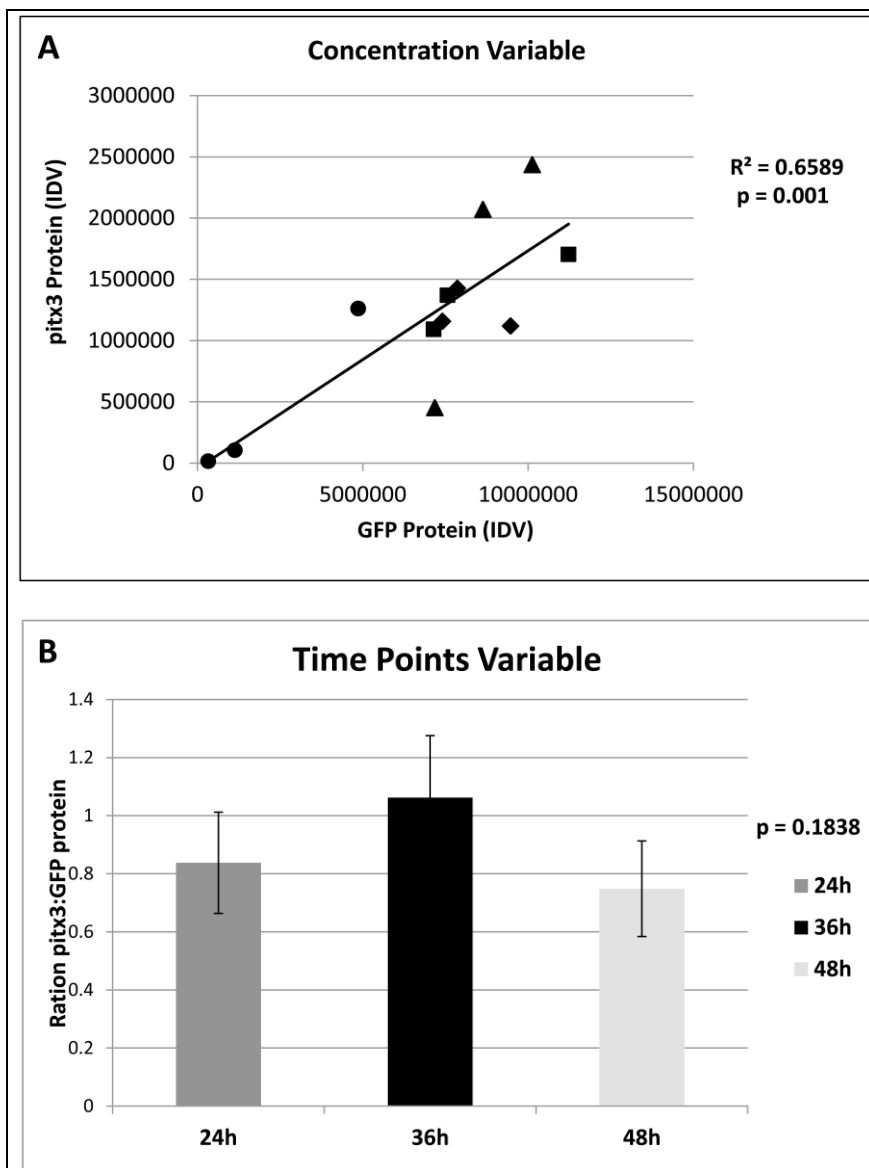 A
Concentration Variable
3000000
2500000
2000000
1500000
1000000
500000
0
pitx3 Protein (IDV)
0
5000000
10000000
15000000
GFP Protein (IDV)
R² = 0.6589
p = 0.001
B
Time Points Variable
1.4
1.2
1
0.8
0.6
0.4
0.2
0
Ration pitx3:GFP protein
24h
36h
48h
p = 0.1838
24h
36h
48h